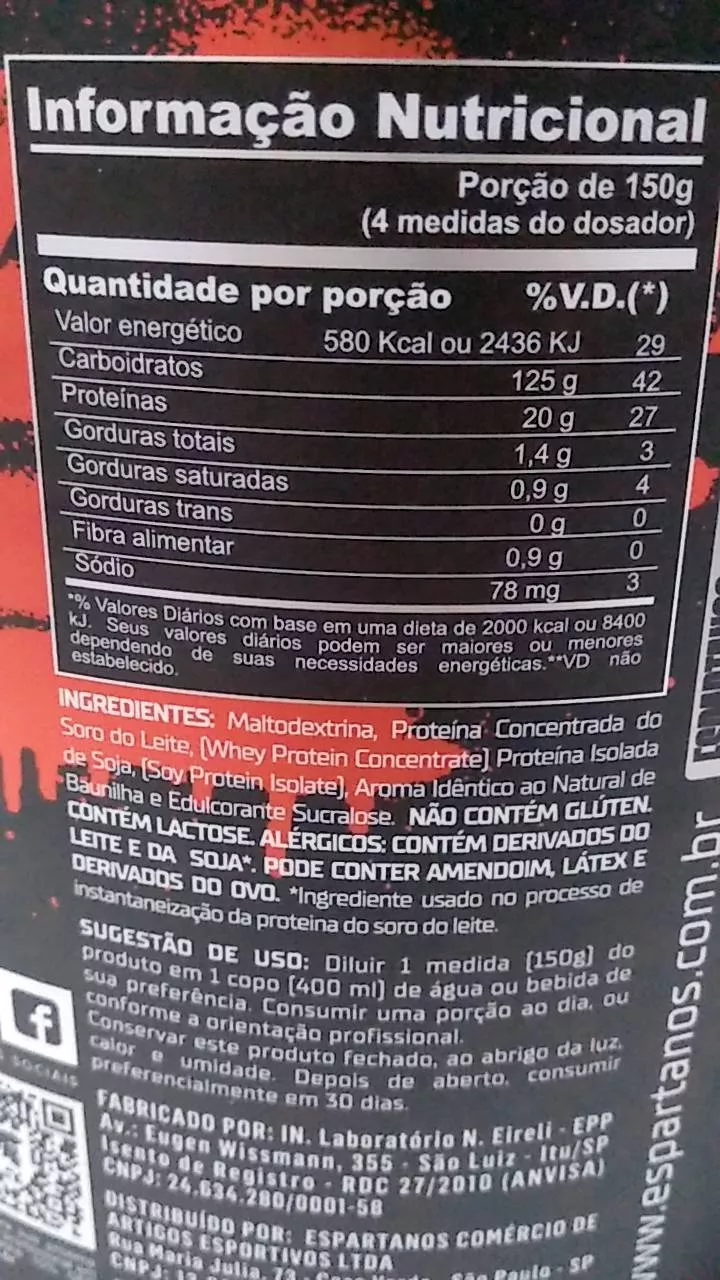 Informação Nutricional
Porção de 150g
(4 medidas do dosador)
Quantidade por porção %V.D.(*)
Valor energético 580 Kcal ou 2436 KJ 29
Carboidratos 125 g 42
Proteínas 20 g 27
Gorduras totais 1,4 g 3
Gorduras saturadas 0,9 g 4
Gorduras trans 0 g 0
Fibra alimentar 0,9 g 0
Sódio 78 mg 3
*% Valores Diários com base em uma dieta de 2000 kcal ou 8400
kJ. Seus valores diários podem ser maiores ou menores
dependendo de suas necessidades energéticas.**VD não
estabelecido.
INGREDIENTES: Maltodextrina, Proteína Concentrada do
Soro do Leite, (Whey Protein Concentrate) Proteína Isolada
de Soja, (Soy Protein Isolate), Aroma Idêntico ao Natural de
Baunilha e Edulcorante Sucralose. NÃO CONTÉM GLÚTEN.
CONTÉM LACTOSE. ALÉRGICOS: CONTÉM DERIVADOS DO
LEITE E DA SOJA*. PODE CONTER AMENDOIM, LÁTEX E
DERIVADOS DO OVO. *Ingrediente usado no processo de
instantaneização da proteina do soro do leite.
SUGESTÃO DE USO: Diluir 1 medida (150g) do
produto em 1 copo (400 ml) de água ou bebida de
sua preferência. Consumir uma porção ao dia, ou
conforme a orientação profissional.
Conservar este produto fechado, ao abrigo da luz,
calor e umidade. Depois de aberto, consumir
preferencialmente em 30 dias.
FABRICADO POR: IN. Laboratório N. Eireli - EPP
Av.: Eugen Wissmann, 355 - São Luiz - Itu/SP
Isento de Registro - RDC 27/2010 (ANVISA)
CNPJ: 24.634.280/0001-58
DISTRIBUÍDO POR: ESPARTANOS COMÉRCIO DE
ARTIGOS ESPORTIVOS LTDA
Rua Maria Julia, 73 - São Paulo - SP
CNPJ:
f
SOCIAIS
www.espartanos.com.br